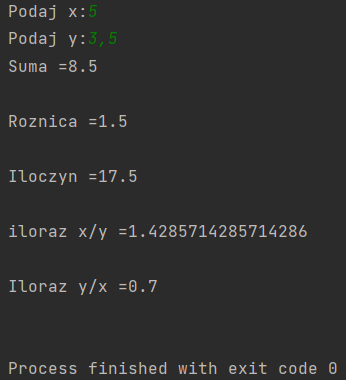 Podaj x:5
Podaj y:3,5
Suma =8.5
Roznica =1.5
Iloczyn =17.5
iloraz x/y =1.4285714285714286
Iloraz y/x =0.7
Process finished with exit code 0